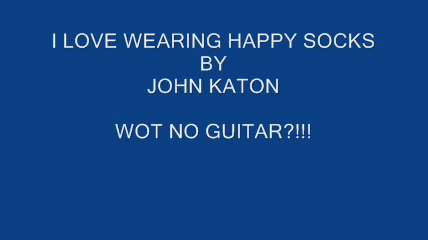 I LOVE WEARING HAPPY SOCKS
BY
JOHN KATON
WOT NO GUITAR?!!!